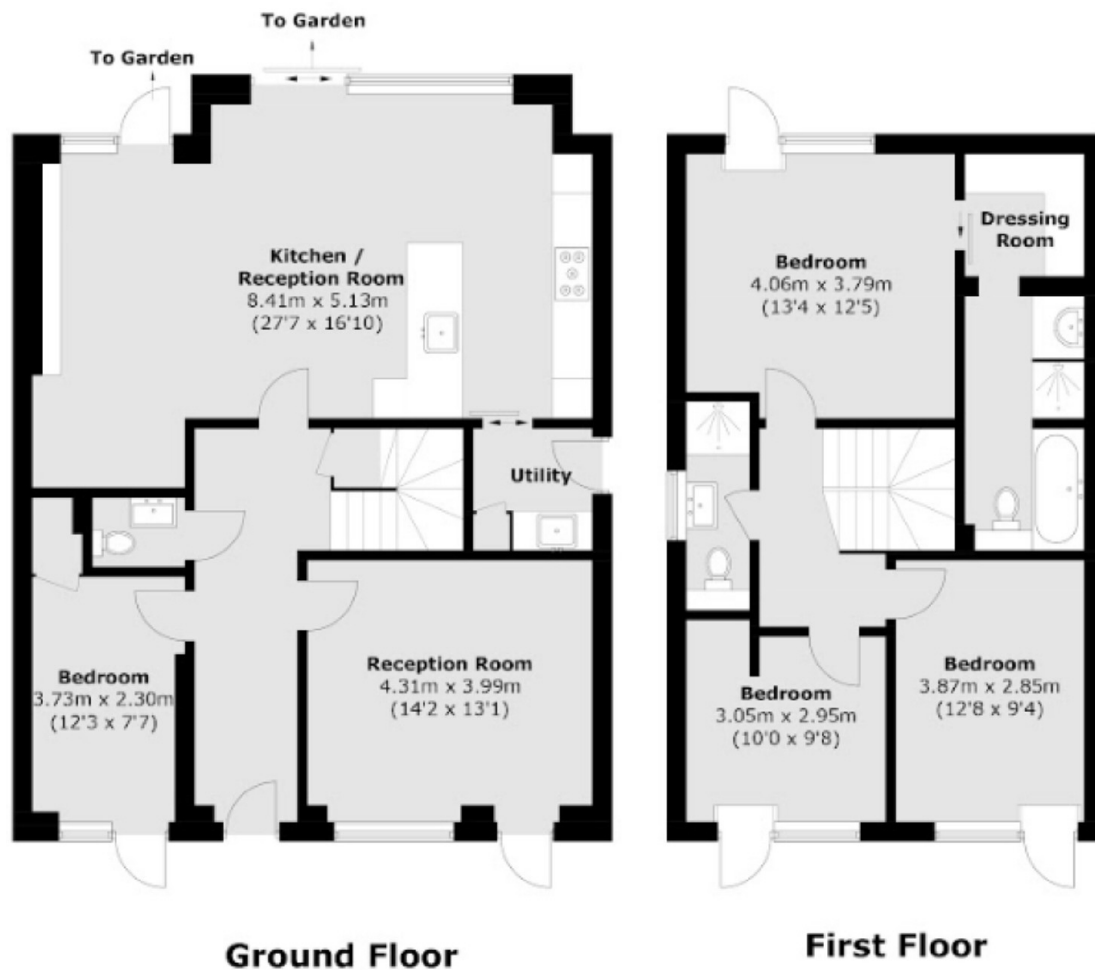 To Garden
To Garden
Kitchen /
Reception Room
8.41m x 5.13m
(27'7 x 16'10)
Utility
Bedroom
3.73m x 2.30m
(12'3 x 7'7)
Reception Room
4.31m x 3.99m
(14'2 x 13'1)
Ground Floor
Dressing
Room
Bedroom
4.06m x 3.79m
(13'4 x 12'5)
Bedroom
3.05m x 2.95m
(10'0 x 9'8)
Bedroom
3.87m x 2.85m
(12'8 x 9'4)
First Floor